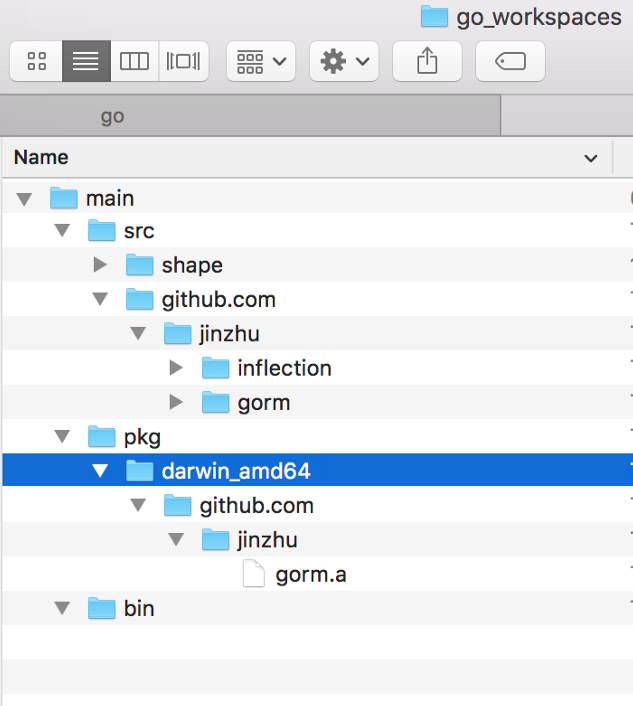 go_workspaces
go
Name
main
src
shape
github.com
jinzhu
inflection
gorm
pkg
darwin_amd64
github.com
jinzhu
gorm.a
bin